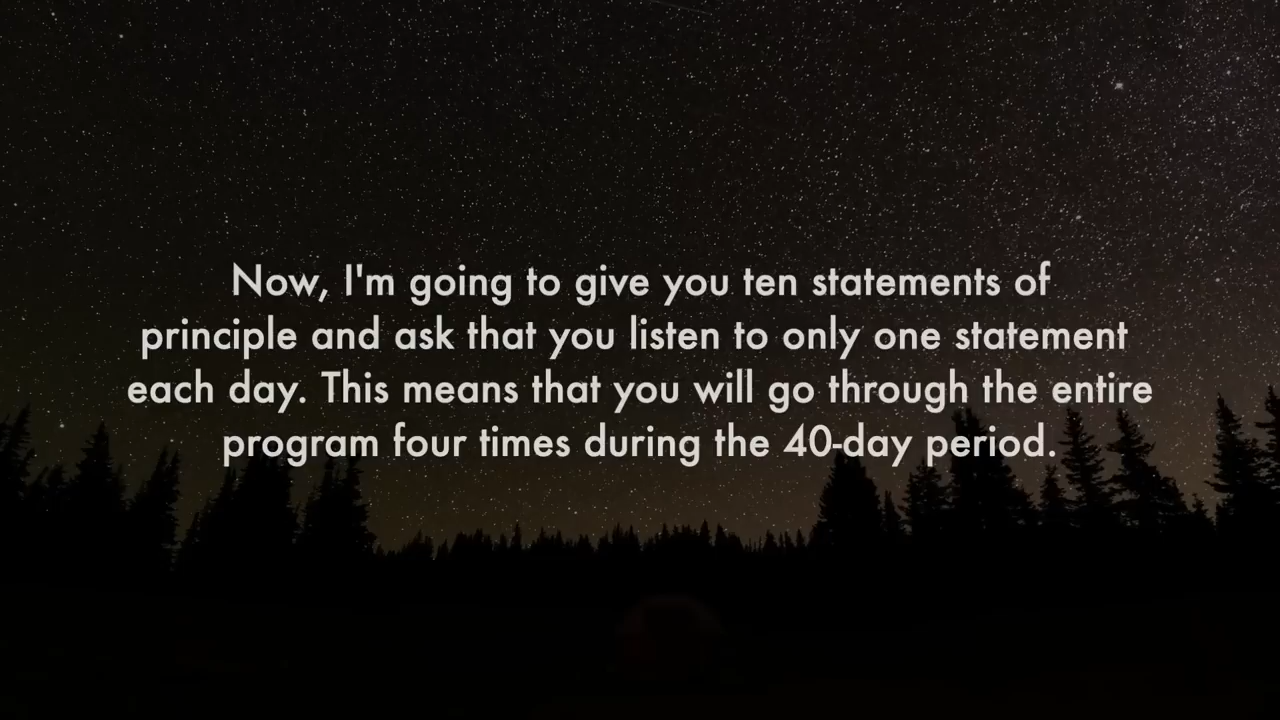 Now, I'm going to give you ten statements of
principle and ask that you listen to only one statement
each day. This means that you will go through the entire
program four times during the 40-day period.